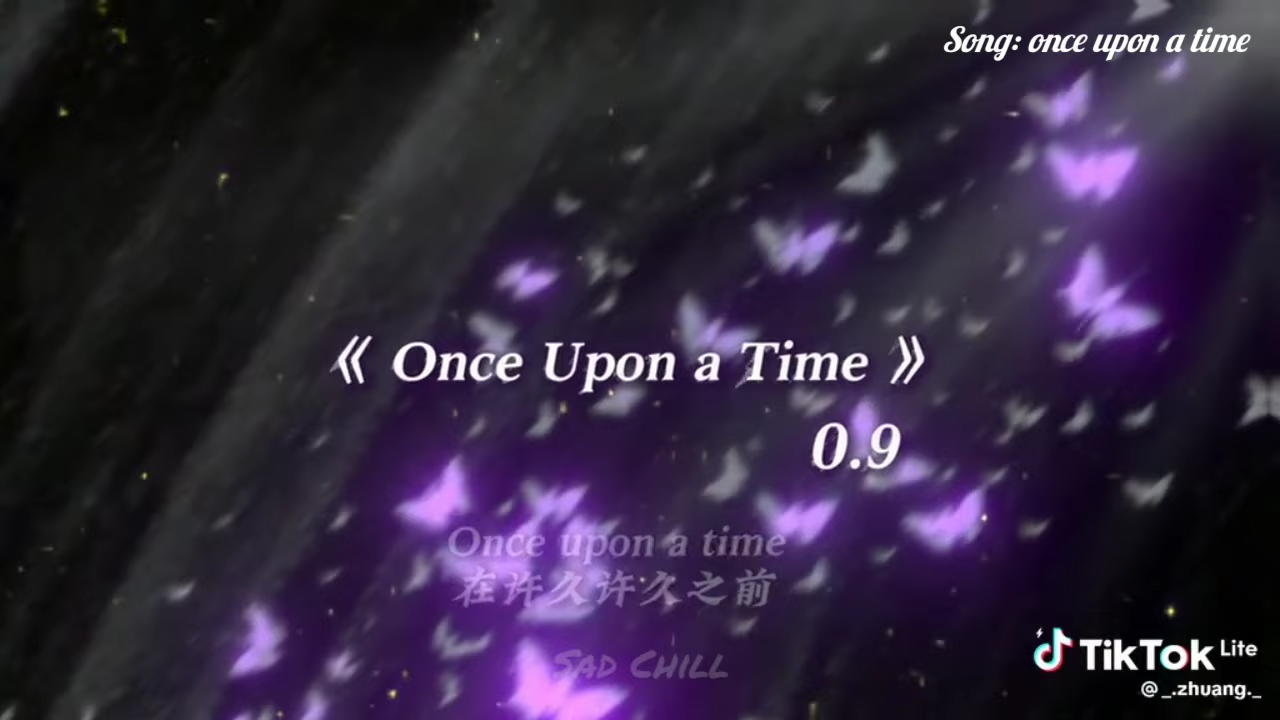 Song: once upon a time
《 Once Upon a Time 》
0.9
Once upon a time
在许久许久之前
SAD CHILL
TikTok Lite
@_.zhuang._